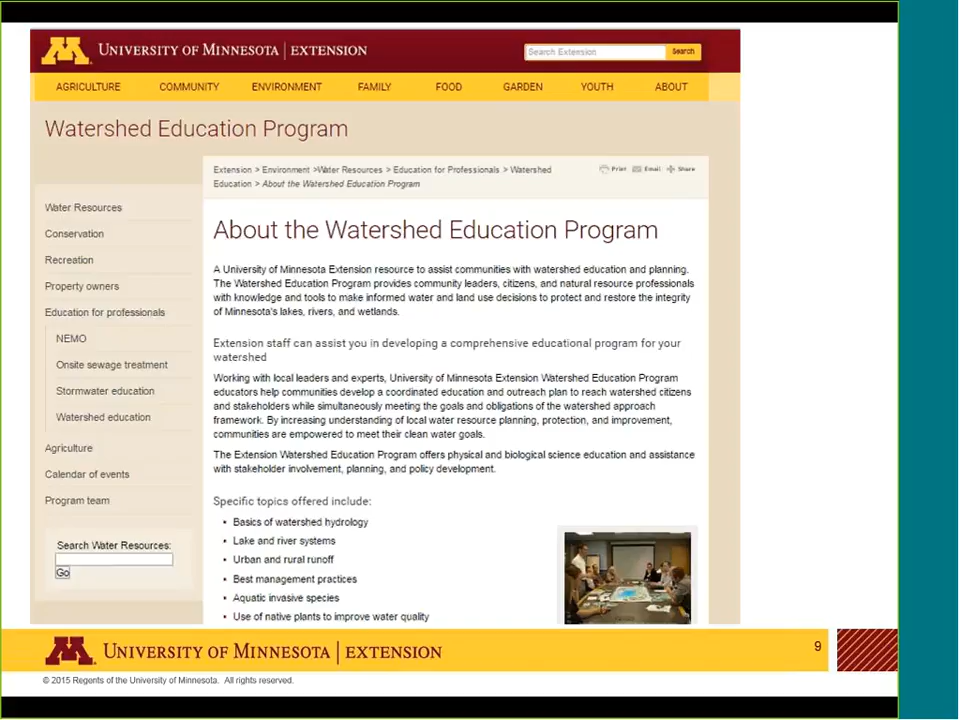 UNIVERSITY OF MINNESOTA | EXTENSION
Search Extension
Search
AGRICULTURE COMMUNITY ENVIRONMENT FAMILY FOOD GARDEN YOUTH ABOUT
Watershed Education Program
Extension > Environment >Water Resources > Education for Professionals > Watershed
Education > About the Watershed Education Program
Print Email Share
Water Resources
Conservation
Recreation
Property owners
Education for professionals
NEMO
Onsite sewage treatment
Stormwater education
Watershed education
Agriculture
Calendar of events
Program team
Search Water Resources:
Go
About the Watershed Education Program
A University of Minnesota Extension resource to assist communities with watershed education and planning.
The Watershed Education Program provides community leaders, citizens, and natural resource professionals
with knowledge and tools to make informed water and land use decisions to protect and restore the integrity
of Minnesota's lakes, rivers, and wetlands.
Extension staff can assist you in developing a comprehensive educational program for your
watershed
Working with local leaders and experts, University of Minnesota Extension Watershed Education Program
educators help communities develop a coordinated education and outreach plan to reach watershed citizens
and stakeholders while simultaneously meeting the goals and obligations of the watershed approach
framework. By increasing understanding of local water resource planning, protection, and improvement,
communities are empowered to meet their clean water goals.
The Extension Watershed Education Program offers physical and biological science education and assistance
with stakeholder involvement, planning, and policy development.
Specific topics offered include:
• Basics of watershed hydrology
• Lake and river systems
• Urban and rural runoff
• Best management practices
• Aquatic invasive species
• Use of native plants to improve water quality
UNIVERSITY OF MINNESOTA | EXTENSION
9
© 2015 Regents of the University of Minnesota. All rights reserved.